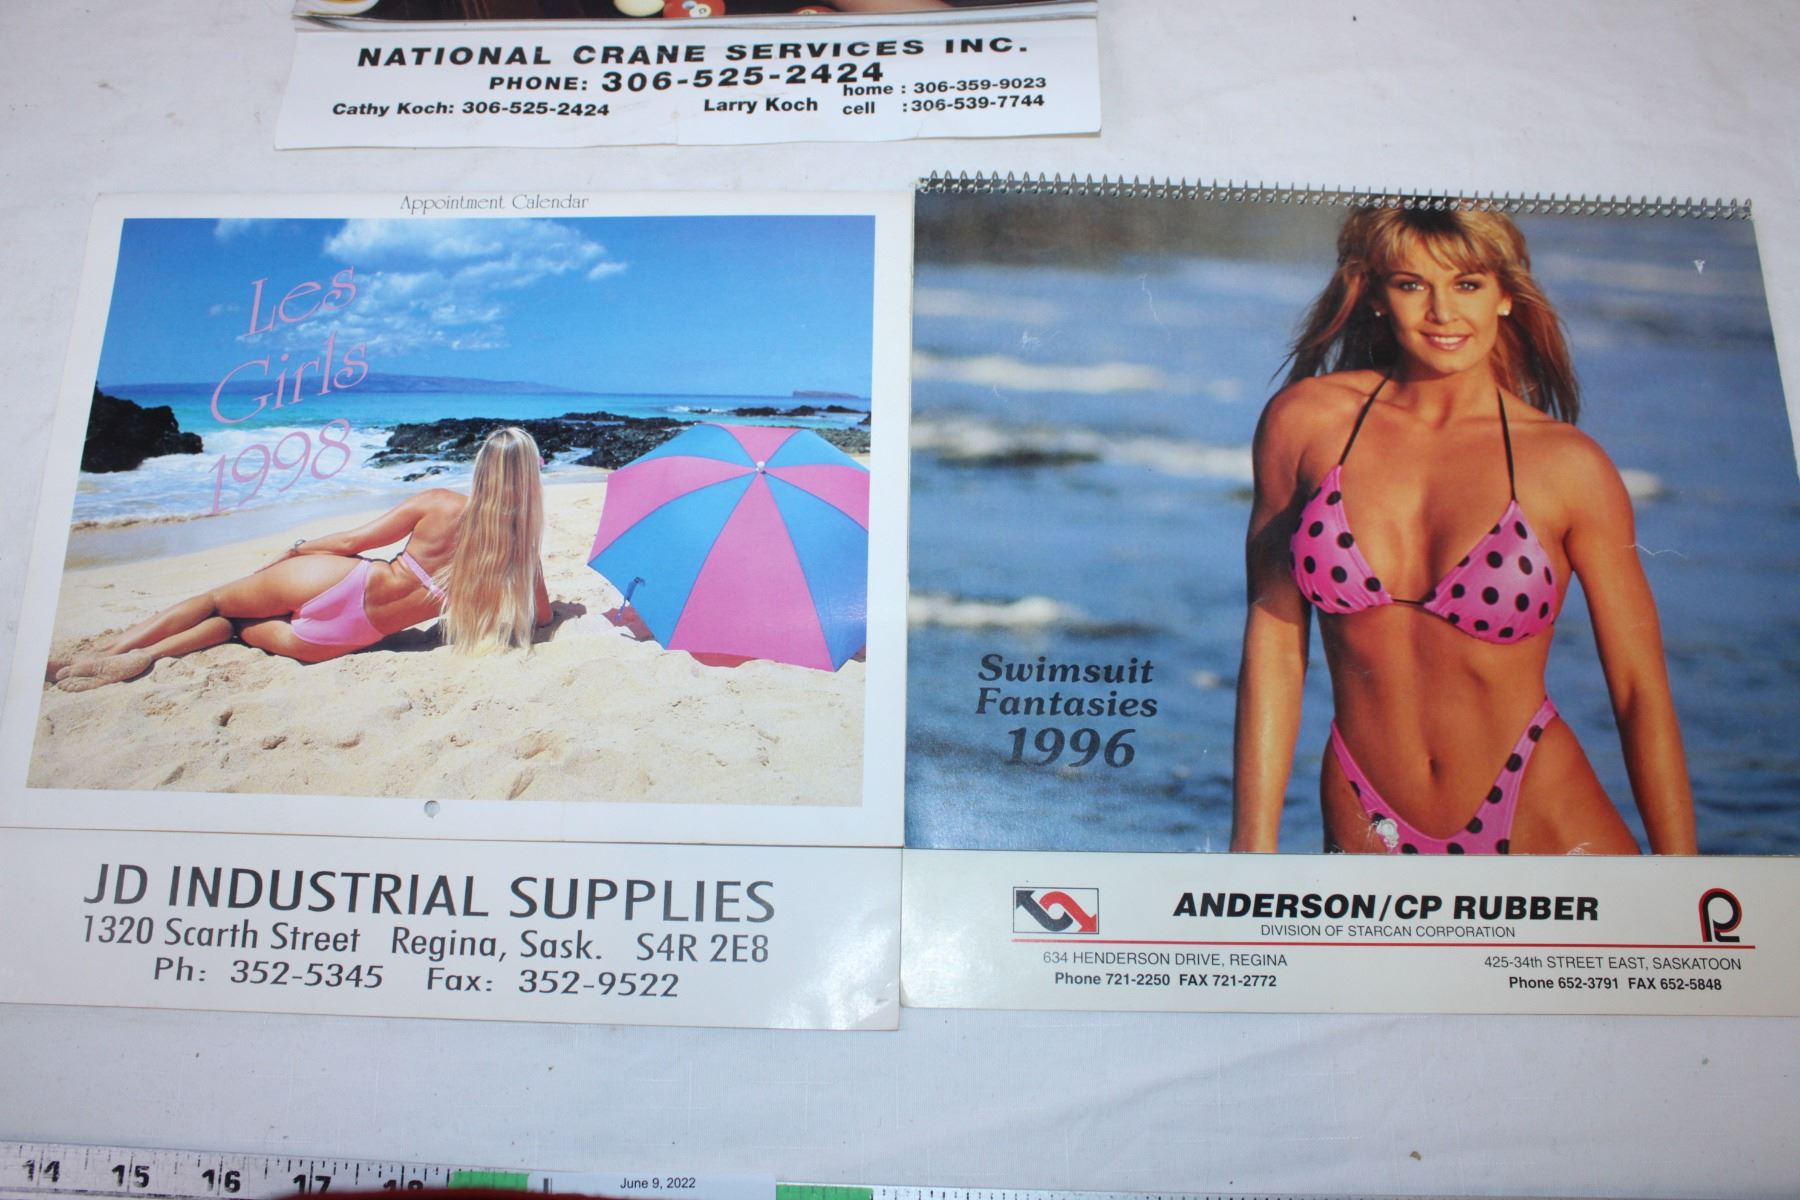 NATIONAL CRANE SERVICES INC.
PHONE: 306-525-2424
home : 306-359-9023
Cathy Koch: 306-525-2424 Larry Koch cell :306-539-7744
Appointment Calendar
Les
Girls
1998
JD INDUSTRIAL SUPPLIES
1320 Scarth Street Regina, Sask. S4R 2E8
Ph: 352-5345 Fax: 352-9522
Swimsuit
Fantasies
1996
ANDERSON/CP RUBBER
DIVISION OF STARCAN CORPORATION
634 HENDERSON DRIVE, REGINA
Phone 721-2250 FAX 721-2772
425-34th STREET EAST, SASKATOON
Phone 652-3791 FAX 652-5848
14 15 16 17 18
June 9, 2022